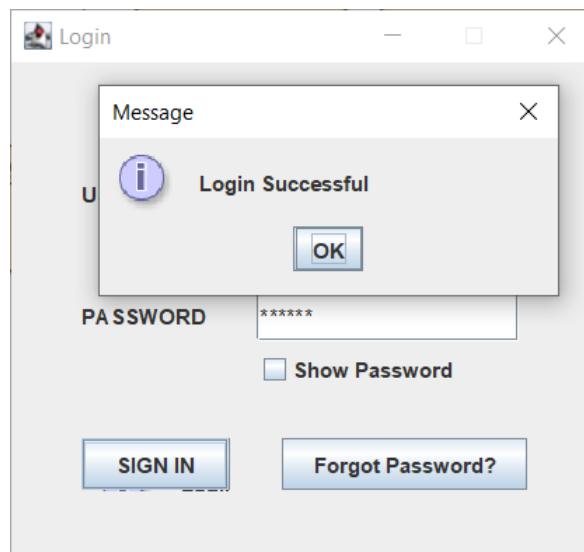 Login
Message
Login Successful
OK
U
PASSWORD ******
Show Password
SIGN IN Forgot Password?